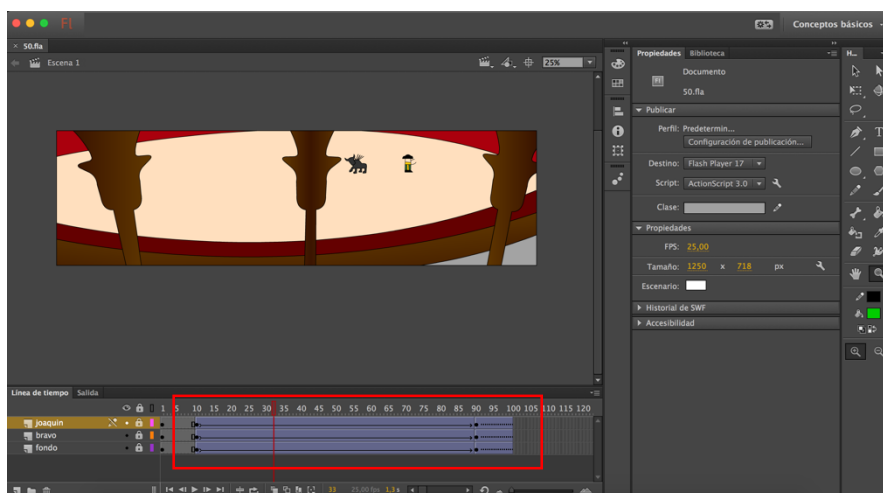 Fl
Conceptos básicos
× 50.fla
Escena 1
25%
Propiedades Biblioteca
H...
Fl
Documento
50.fla
Publicar
Perfil: Predetermin...
Configuración de publicación...
Destino: Flash Player 17
Script: ActionScript 3.0
Clase:
Propiedades
FPS: 25,00
Tamaño: 1250 x 718 px
Escenario:
Historial de SWF
Accesibilidad
Línea de tiempo Salida
1 5 10 15 20 25 30 35 40 45 50 55 60 65 70 75 80 85 90 95 100 105 110 115 120
joaquin
bravo
fondo
33 25,00 fps 1,3 s